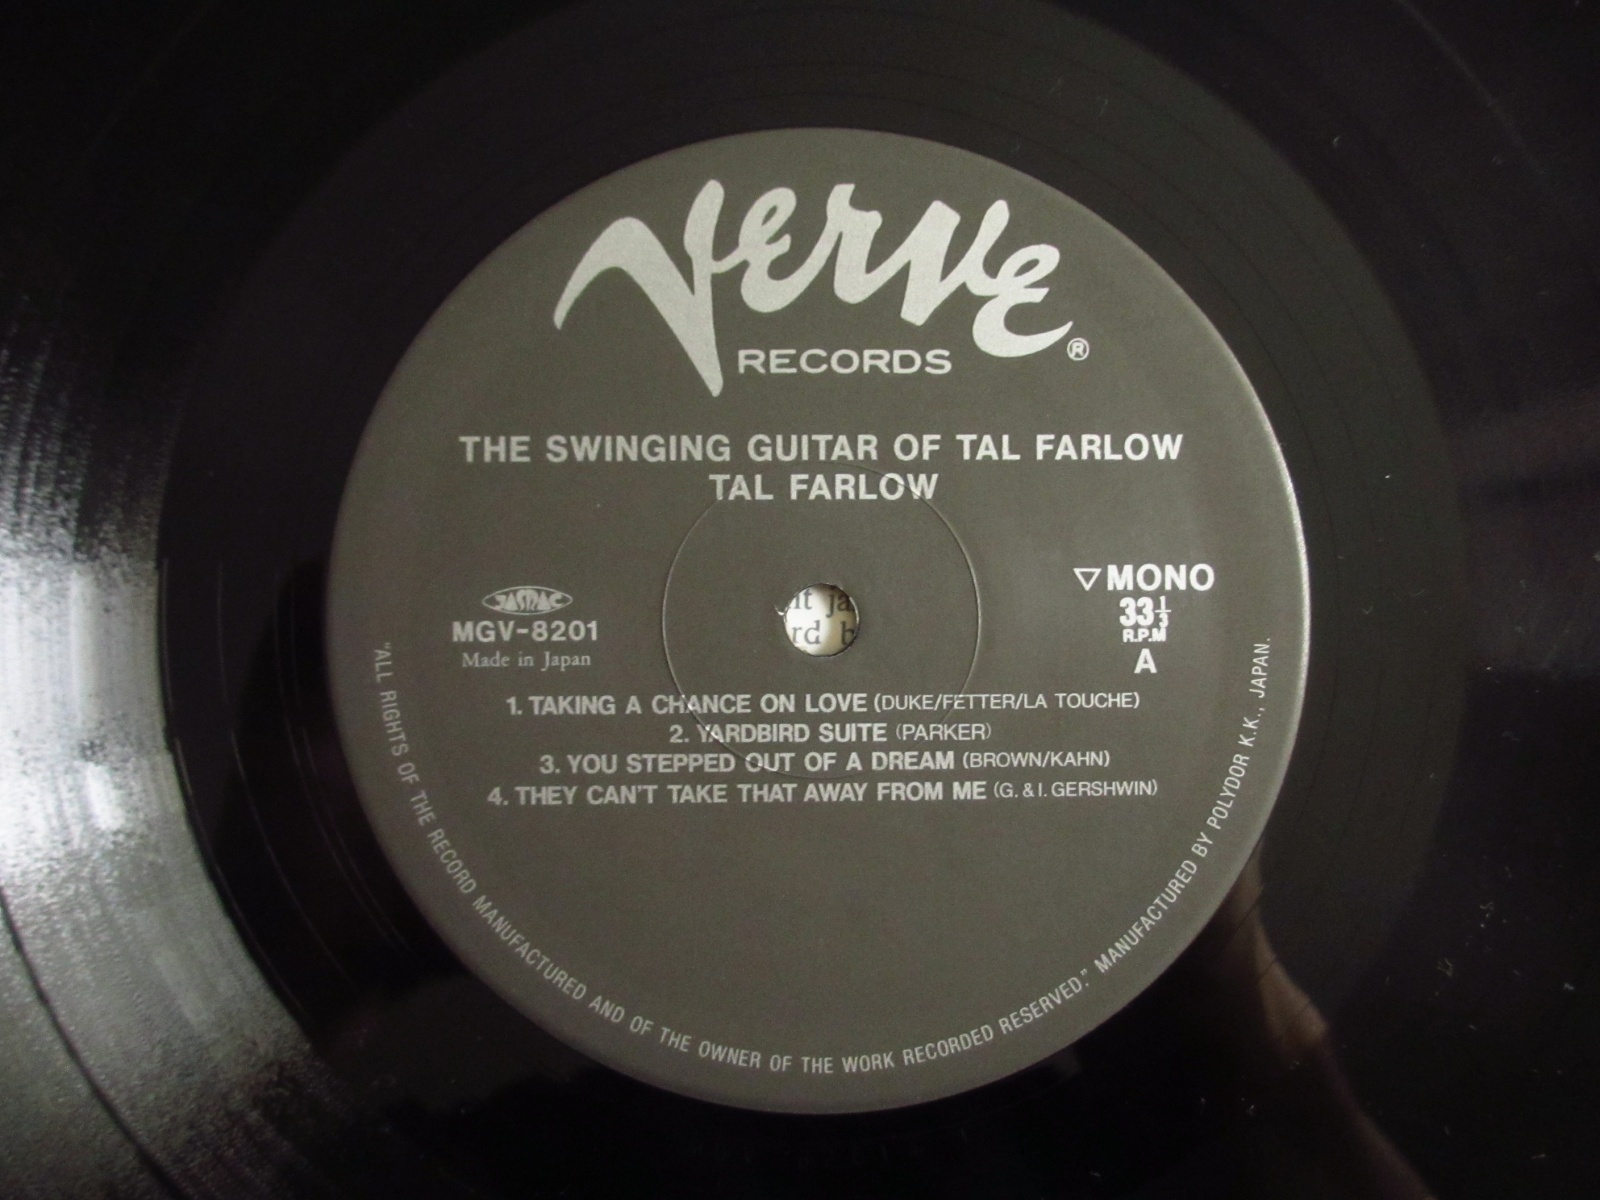 Verve
RECORDS ®
THE SWINGING GUITAR OF TAL FARLOW
TAL FARLOW
JASRAC
MGV-8201
Made in Japan
▽MONO
33⅓
R.P.M
A
it ja
rd b
1. TAKING A CHANCE ON LOVE (DUKE/FETTER/LA TOUCHE)
2. YARDBIRD SUITE (PARKER)
3. YOU STEPPED OUT OF A DREAM (BROWN/KAHN)
4. THEY CAN'T TAKE THAT AWAY FROM ME (G. & I. GERSHWIN)
"ALL RIGHTS OF THE RECORD MANUFACTURED AND OF THE OWNER OF THE WORK RECORDED RESERVED." MANUFACTURED BY POLYDOR K.K., JAPAN.